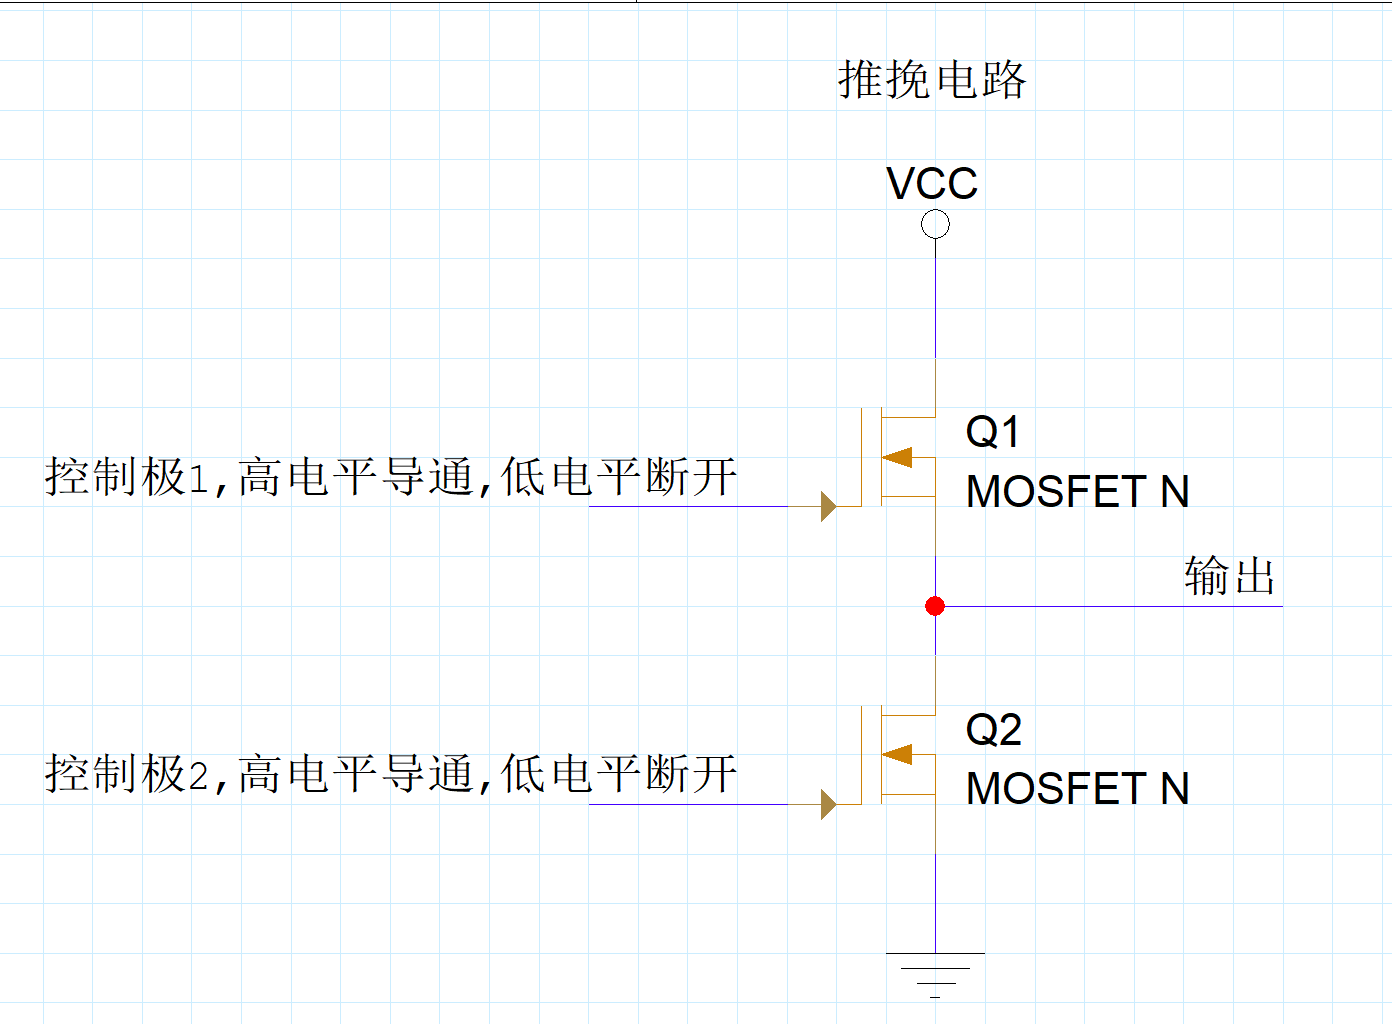 推挽电路
VCC
Q1
MOSFET N
控制极1,高电平导通,低电平断开
输出
Q2
MOSFET N
控制极2,高电平导通,低电平断开